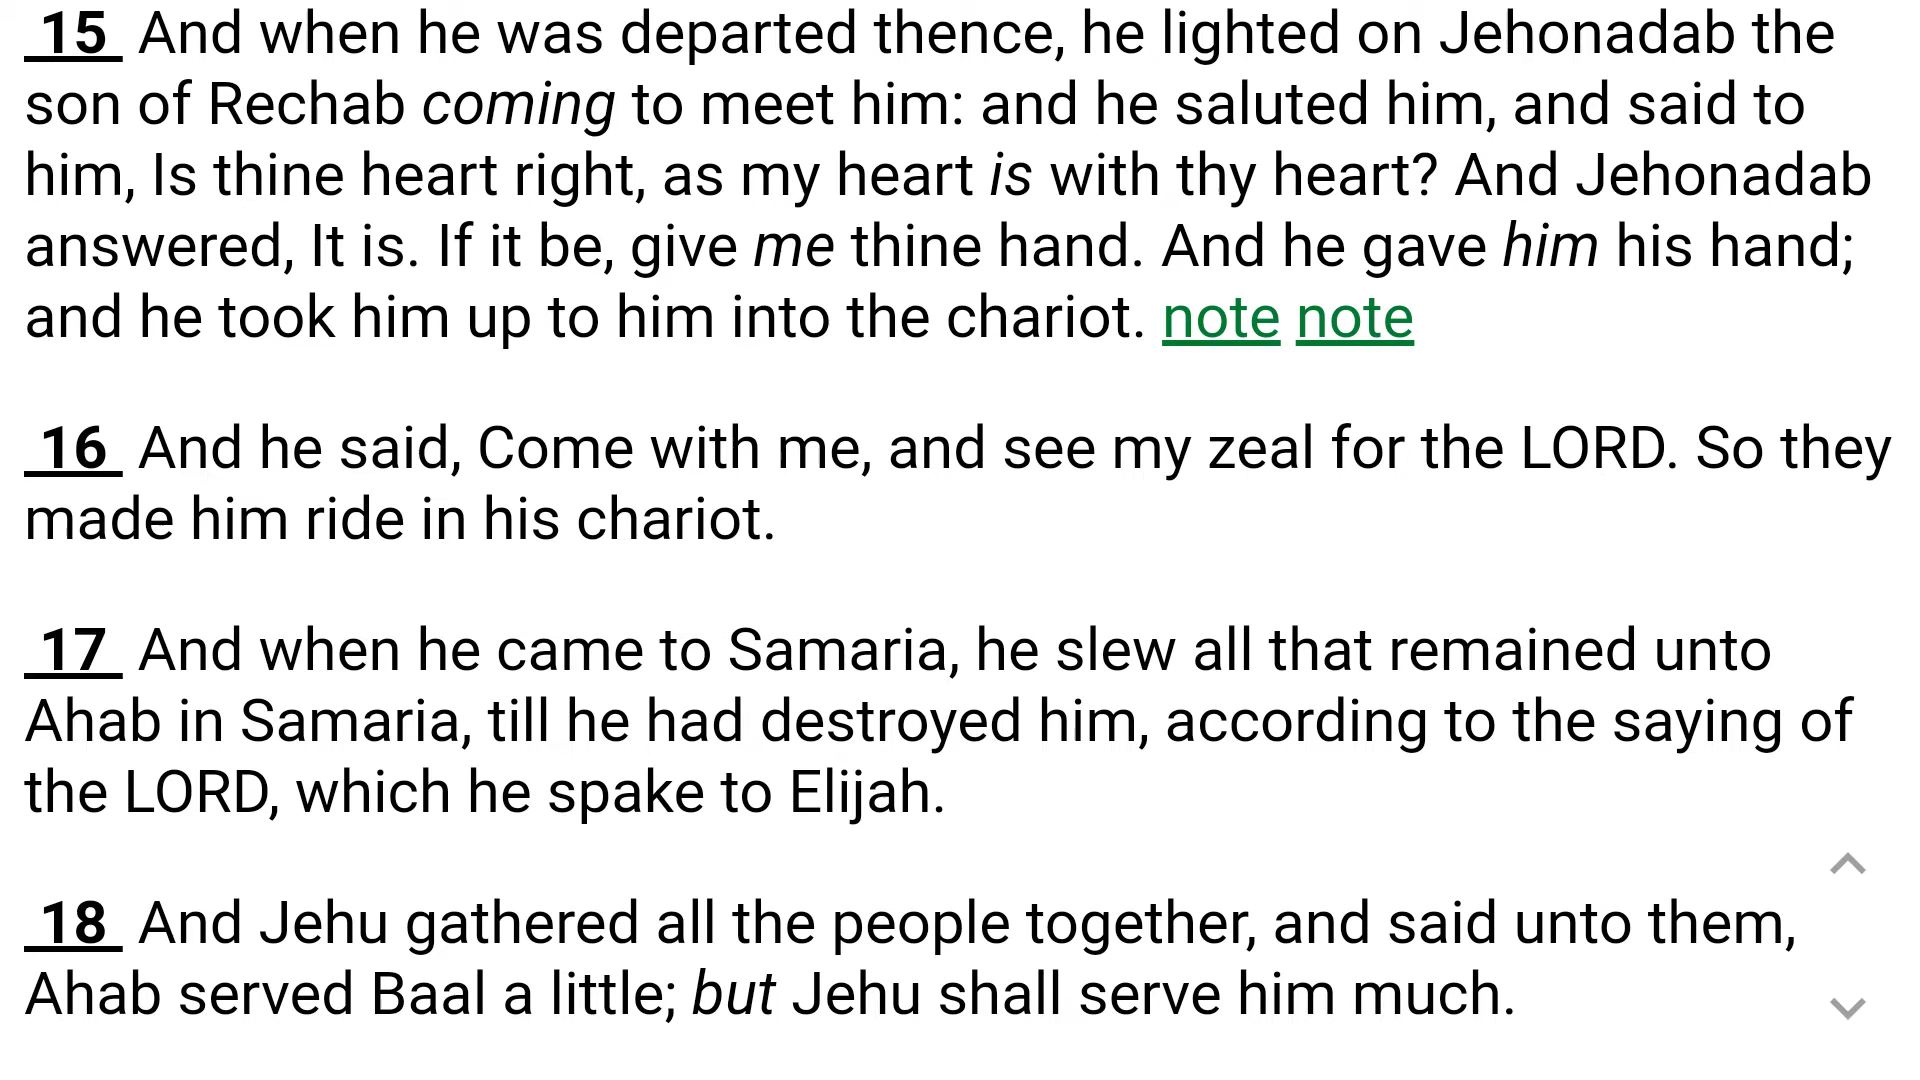 15 And when he was departed thence, he lighted on Jehonadab the
son of Rechab coming to meet him: and he saluted him, and said to
him, Is thine heart right, as my heart is with thy heart? And Jehonadab
answered, It is. If it be, give me thine hand. And he gave him his hand;
and he took him up to him into the chariot. note note
16 And he said, Come with me, and see my zeal for the LORD. So they
made him ride in his chariot.
17 And when he came to Samaria, he slew all that remained unto
Ahab in Samaria, till he had destroyed him, according to the saying of
the LORD, which he spake to Elijah.
18 And Jehu gathered all the people together, and said unto them,
Ahab served Baal a little; but Jehu shall serve him much.